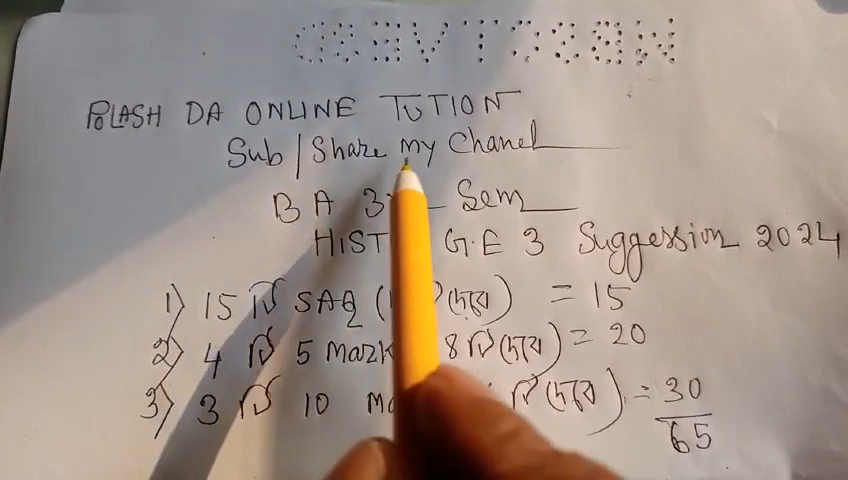 POLASH DA ONLINE TUTION
Sub / Share my Chanel
BA 3 Sem
HIST G.E 3 Suggession 2024
1) 15 টি SAQ ( দেবে) = 15
2) 4 টি 5 Mark 8 টি দেবে) = 20
3) 3 টি 10 টি (দেবে) = 30
65